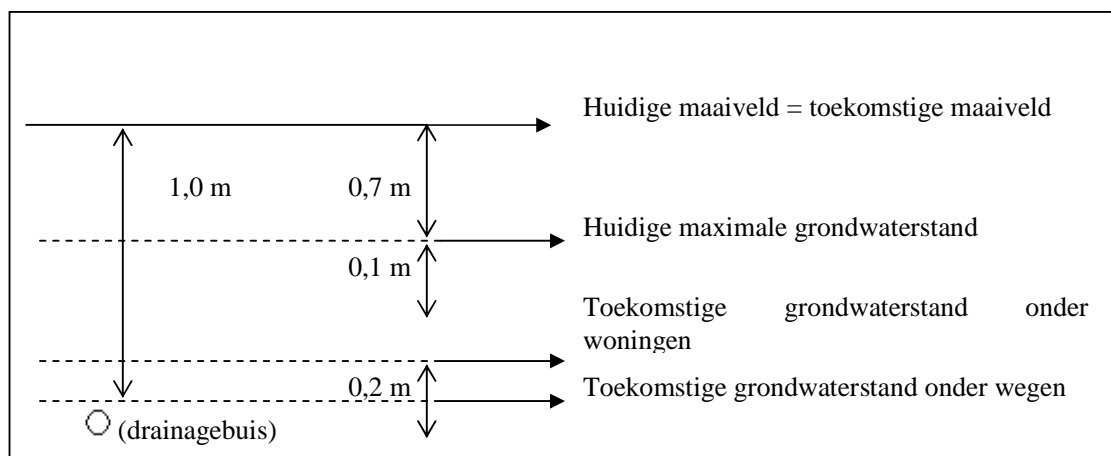 Huidige maaiveld = toekomstige maaiveld
1,0 m
0,7 m
Huidige maximale grondwaterstand
0,1 m
Toekomstige grondwaterstand onder
woningen
0,2 m
Toekomstige grondwaterstand onder wegen
(drainagebuis)